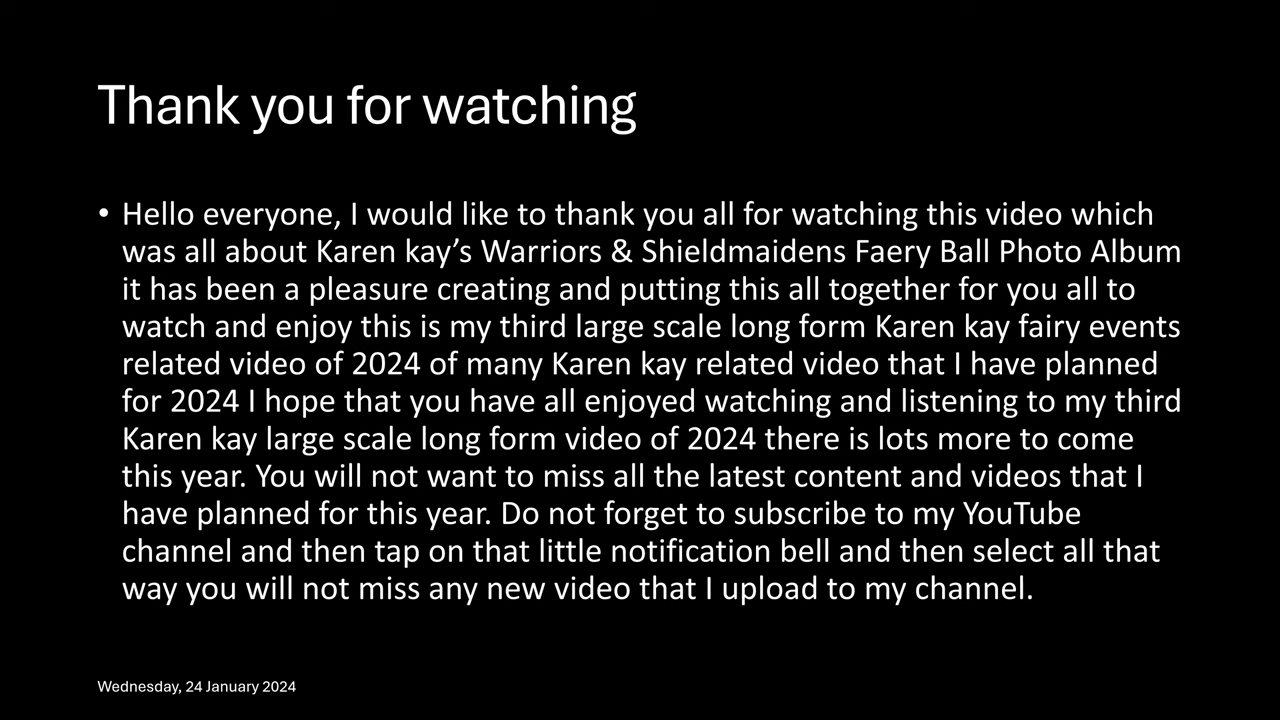 Thank you for watching
• Hello everyone, I would like to thank you all for watching this video which
was all about Karen kay’s Warriors & Shieldmaidens Faery Ball Photo Album
it has been a pleasure creating and putting this all together for you all to
watch and enjoy this is my third large scale long form Karen kay fairy events
related video of 2024 of many Karen kay related video that I have planned
for 2024 I hope that you have all enjoyed watching and listening to my third
Karen kay large scale long form video of 2024 there is lots more to come
this year. You will not want to miss all the latest content and videos that I
have planned for this year. Do not forget to subscribe to my YouTube
channel and then tap on that little notification bell and then select all that
way you will not miss any new video that I upload to my channel.
Wednesday, 24 January 2024